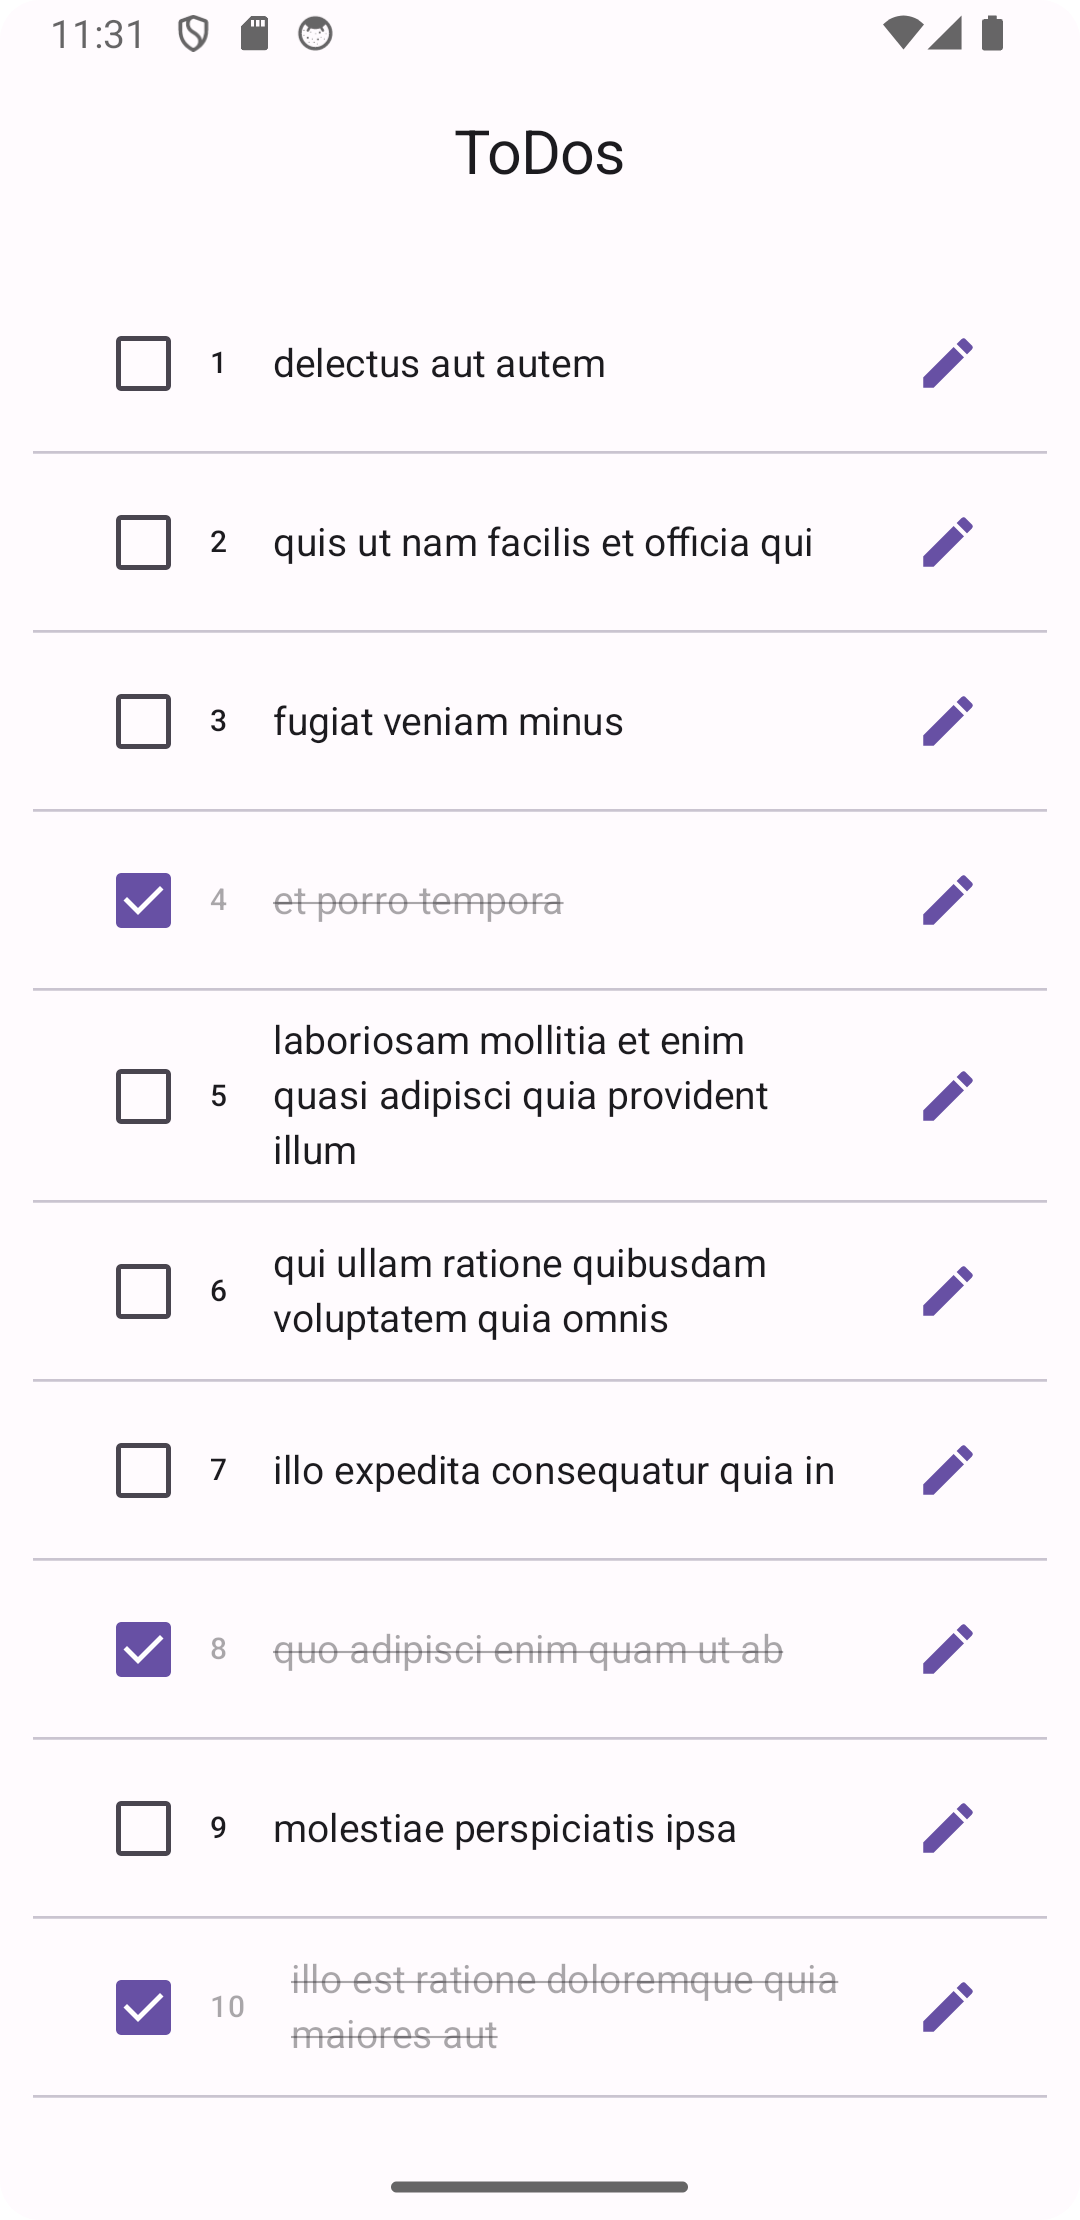 11:31
ToDos
1 delectus aut autem
2 quis ut nam facilis et officia qui
3 fugiat veniam minus
4 et porro tempora
laboriosam mollitia et enim
5 quasi adipisci quia provident
illum
6 qui ullam ratione quibusdam
voluptatem quia omnis
7 illo expedita consequatur quia in
8 quo adipisci enim quam ut ab
9 molestiae perspiciatis ipsa
10 illo est ratione doloremque quia
maiores aut